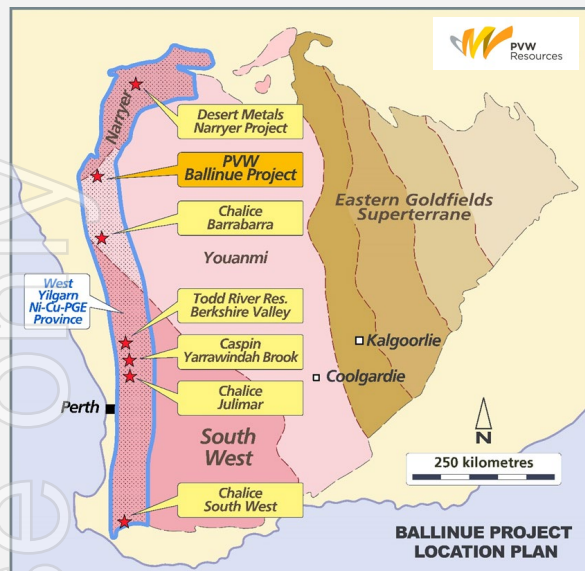 PVW
Resources
Narryer
Desert Metals
Narryer Project
PVW
Ballinue Project
Chalice
Barrabarra
Eastern Goldfields
Superterrane
Youanmi
West
Yilgarn
Ni-Cu-PGE
Province
Todd River Res.
Berkshire Valley
Caspin
Yarrawindah Brook
Kalgoorlie
Coolgardie
Chalice
Julimar
Perth
South
West
N
250 kilometres
Chalice
South West
BALLINUE PROJECT
LOCATION PLAN
se only